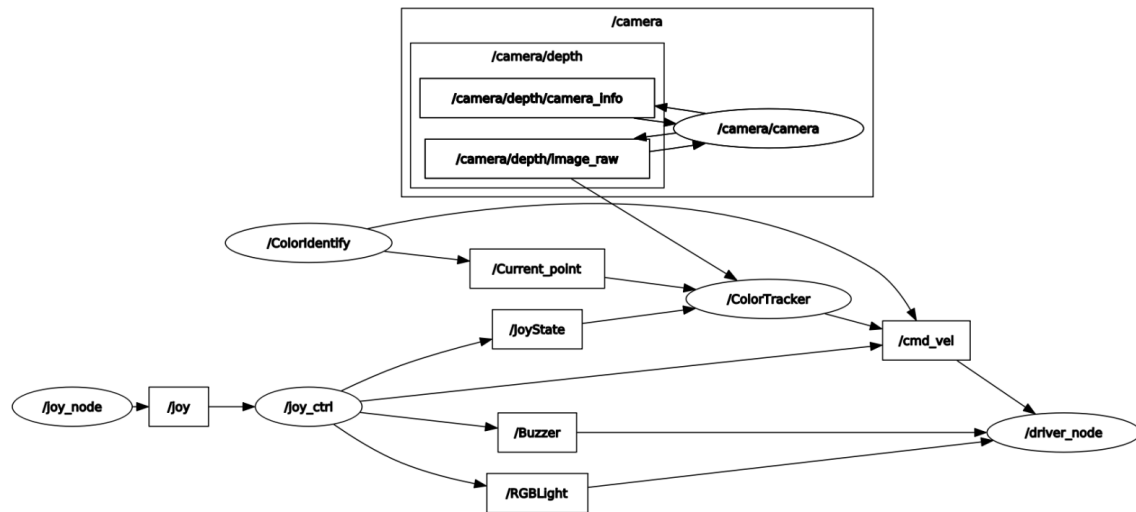 /camera
/camera/depth
/camera/depth/camera_info
/camera/camera
/camera/depth/image_raw
/ColorIdentify
/Current_point
/ColorTracker
/JoyState
/cmd_vel
/joy_node
/joy
/joy_ctrl
/Buzzer
/driver_node
/RGBLight